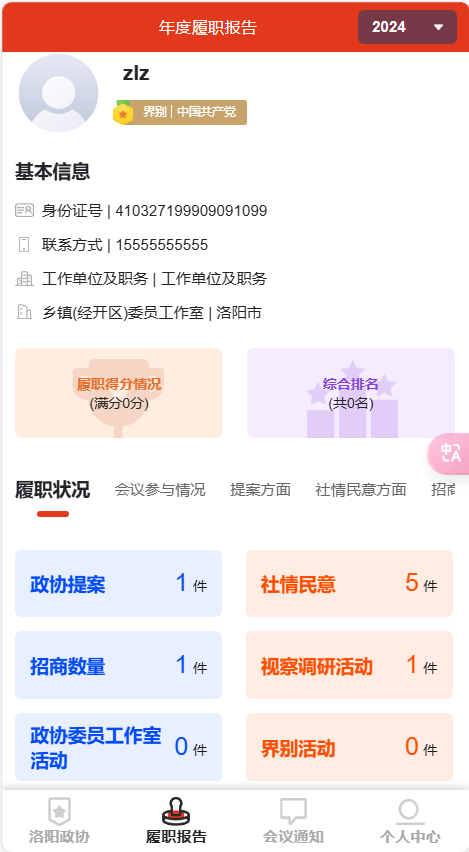 年度履职报告
2024
zlz
界别 | 中国共产党
基本信息
身份证号 | 410327199909091099
联系方式 | 15555555555
工作单位及职务 | 工作单位及职务
乡镇(经开区)委员工作室 | 洛阳市
履职得分情况
(满分0分)
综合排名
(共0名)
中A
履职状况 会议参与情况 提案方面 社情民意方面 招商
政协提案 1 件
社情民意 5 件
招商数量 1 件
视察调研活动 1 件
政协委员工作室
活动 0 件
界别活动 0 件
洛阳政协 履职报告 会议通知 个人中心